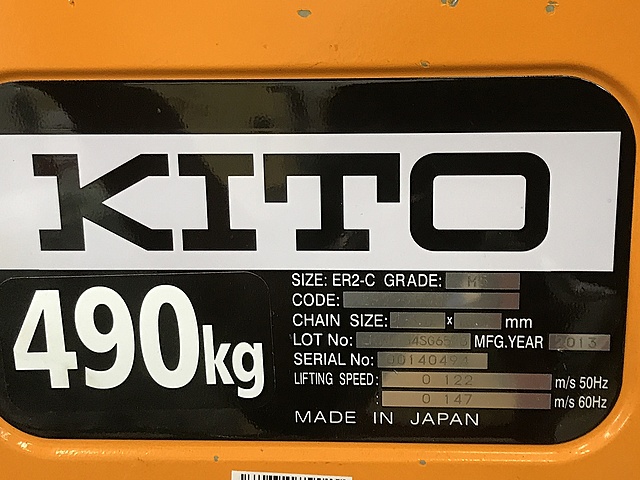 KITO
490kg
SIZE: ER2-C GRADE:
CODE:
CHAIN SIZE: x mm
LOT No: MFG.YEAR 2013
SERIAL No:
LIFTING SPEED: 0 122 m/s 50Hz
0 147 m/s 60Hz
MADE IN JAPAN